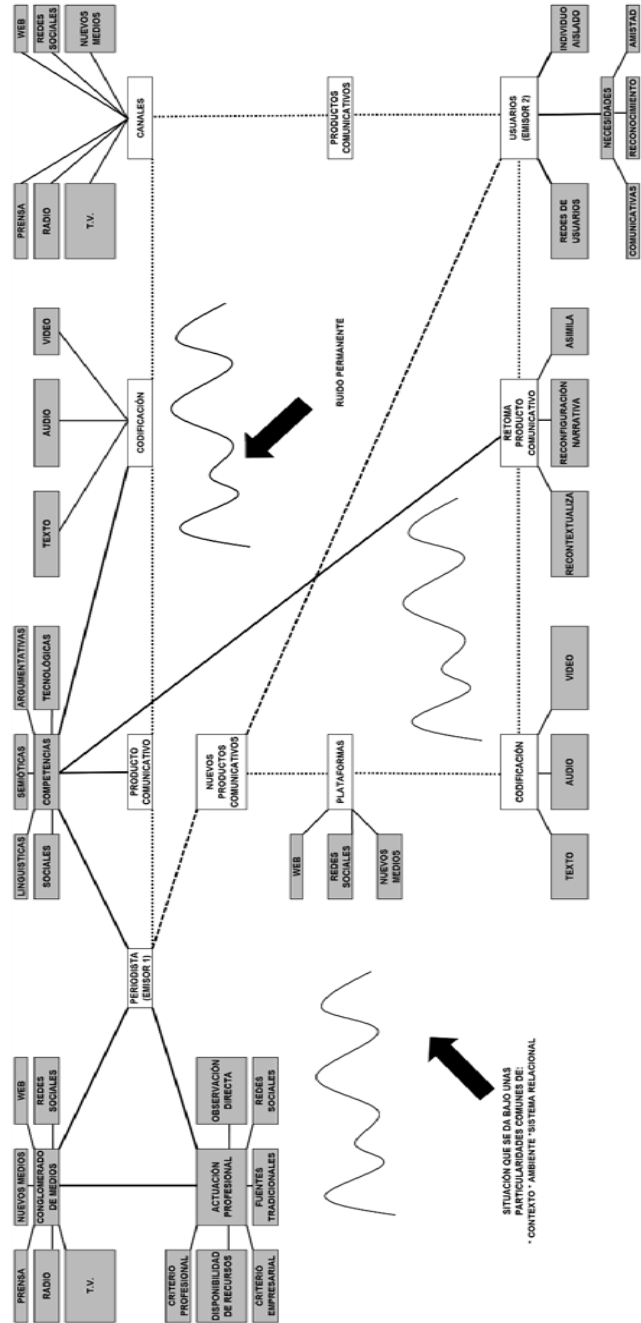 PRENSA
NUEVOS MEDIOS
WEB
RADIO
CONGLOMERADO
DE MEDIOS
REDES
SOCIALES
T.V.
CRITERIO
PROFESIONAL
DISPONIBILIDAD
DE RECURSOS
CRITERIO
EMPRESARIAL
ACTUACIÓN
PROFESIONAL
FUENTES
TRADICIONALES
OBSERVACIÓN
DIRECTA
REDES
SOCIALES
PERIODISTA
(EMISOR 1)
LINGUISTICAS
SEMIÓTICAS
ARGUMENTATIVAS
SOCIALES
COMPETENCIAS
TECNOLÓGICAS
PRODUCTO
COMUNICATIVO
TEXTO
AUDIO
VIDEO
CODIFICACIÓN
PRENSA
RADIO
T.V.
WEB
REDES
SOCIALES
NUEVOS
MEDIOS
CANALES
RUIDO PERMANENTE
PRODUCTOS
COMUNICATIVOS
NUEVOS
PRODUCTOS
COMUNICATIVOS
PLATAFORMAS
WEB
REDES
SOCIALES
NUEVOS
MEDIOS
CODIFICACIÓN
TEXTO
AUDIO
VIDEO
RETOMA
PRODUCTO
COMUNICATIVO
RECONTEXTUALIZA
RECONFIGURACIÓN
NARRATIVA
ASIMILA
USUARIOS
(EMISOR 2)
REDES DE
USUARIOS
INDIVIDUO
AISLADO
NECESIDADES
COMUNICATIVAS
RECONOCIMIENTO
AMISTAD
SITUACIÓN QUE SE DA BAJO UNAS
PARTICULARIDADES COMUNES DE:
* CONTEXTO * AMBIENTE *SISTEMA RELACIONAL